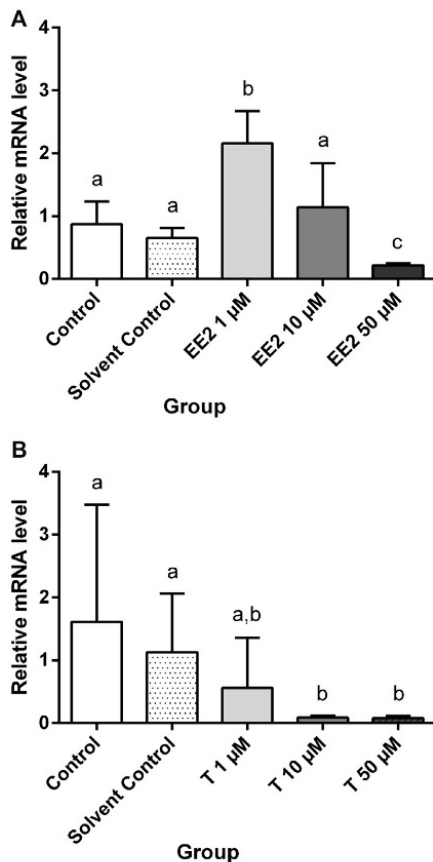 A
Relative mRNA level
4
3
2
1
0
a
a
b
a
c
Control
Solvent Control
EE2 1 µM
EE2 10 µM
EE2 50 µM
Group
B
Relative mRNA level
4
3
2
1
0
a
a
a,b
b
b
Control
Solvent Control
T 1 µM
T 10 µM
T 50 µM
Group